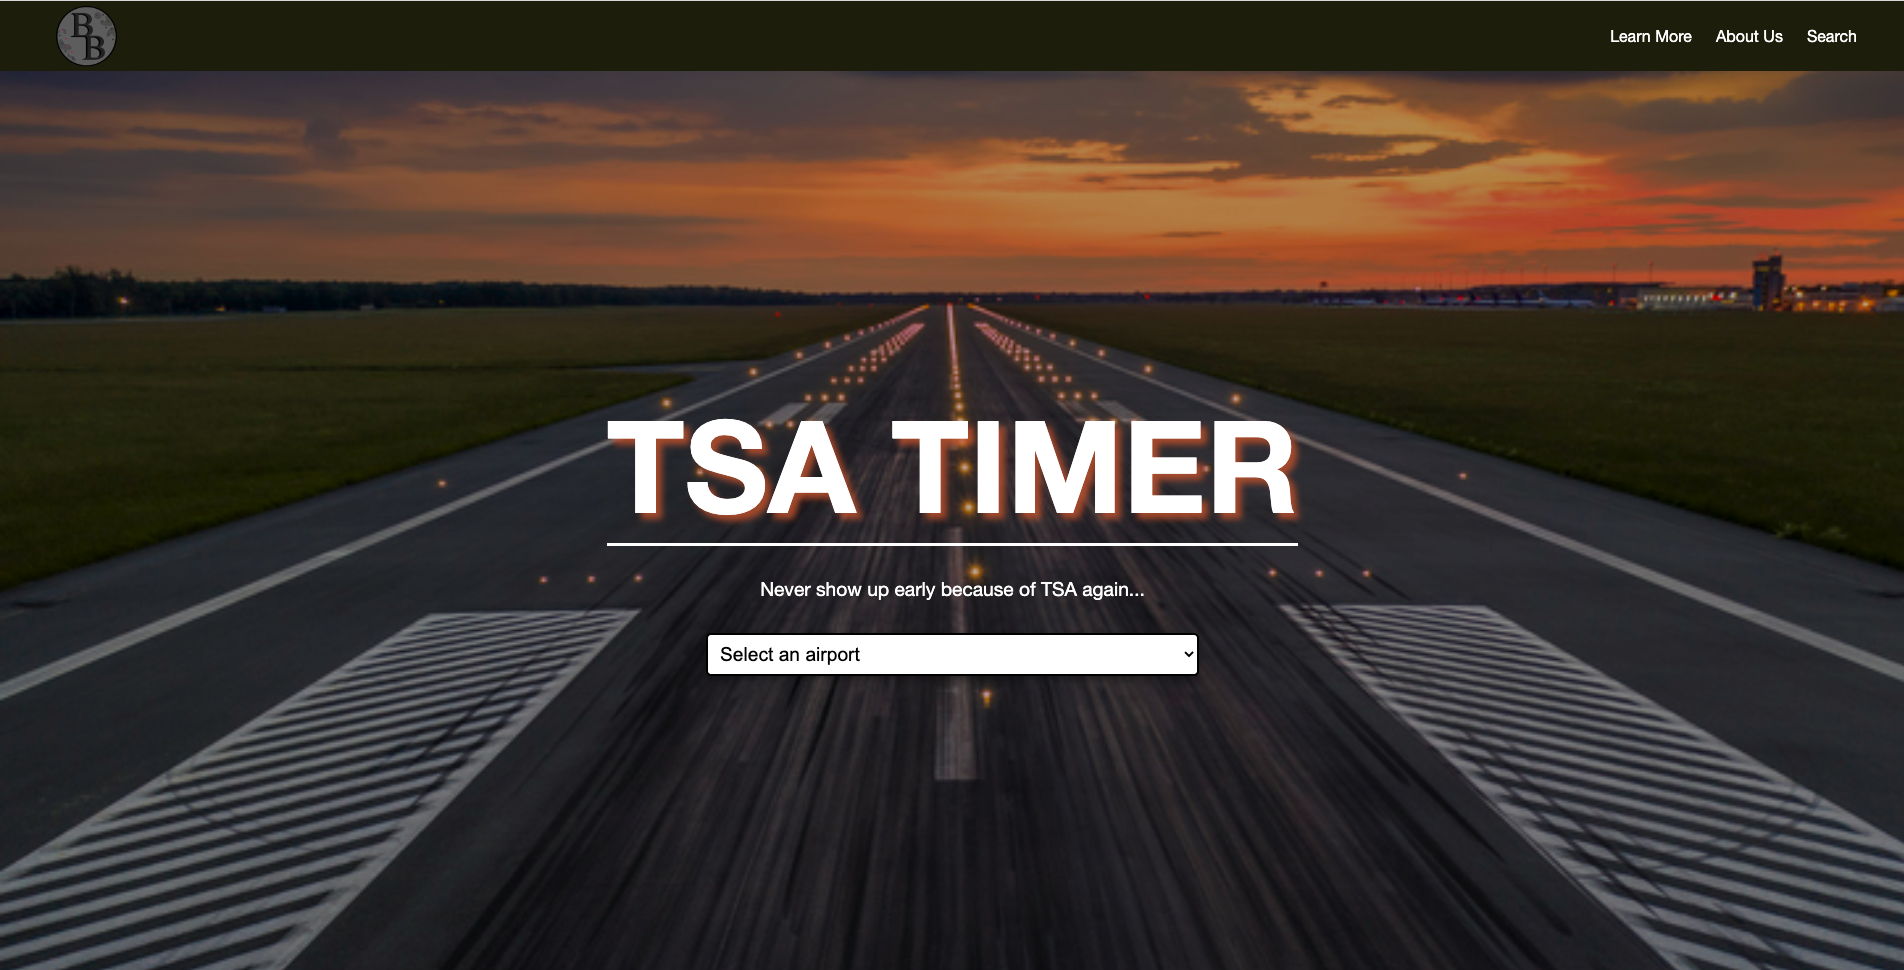 BB
Learn More About Us Search
TSA TIMER
Never show up early because of TSA again...
Select an airport